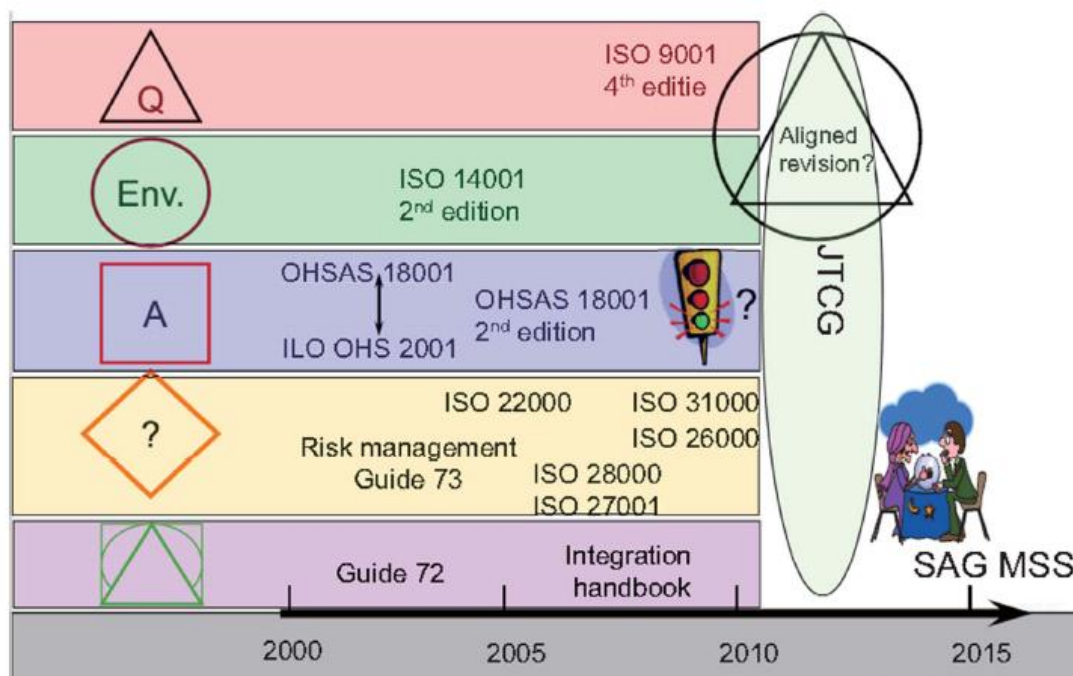 Q
ISO 9001
4th editie
Aligned
revision?
Env.
ISO 14001
2nd edition
A
OHSAS 18001
ILO OHS 2001
OHSAS 18001
2nd edition
?
JTCG
?
ISO 22000
ISO 31000
ISO 26000
Risk management
Guide 73
ISO 28000
ISO 27001
Guide 72
Integration
handbook
SAG MSS
2000
2005
2010
2015